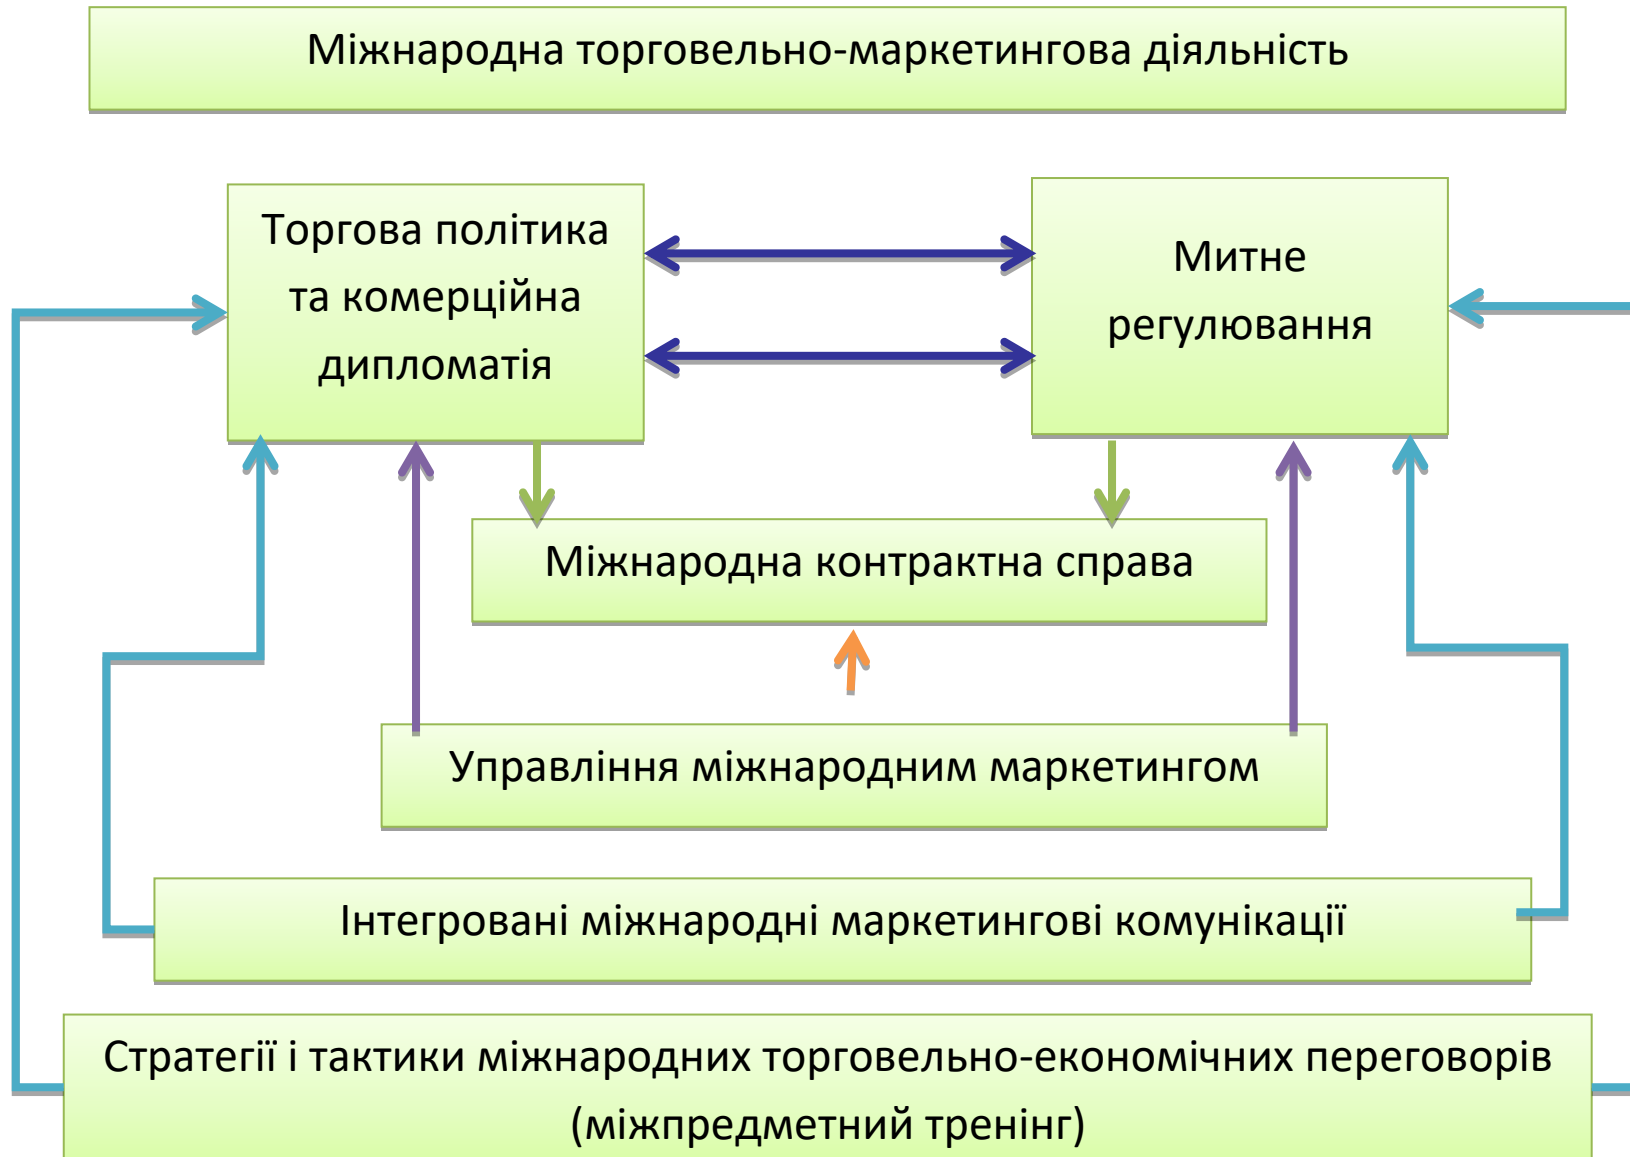 Міжнародна торговельно-маркетингова діяльність
Торгова політика
та комерційна
дипломатія
Митне
регулювання
Міжнародна контрактна справа
Управління міжнародним маркетингом
Інтегровані міжнародні маркетингові комунікації
Стратегії і тактики міжнародних торговельно-економічних переговорів
(міжпредметний тренінг)